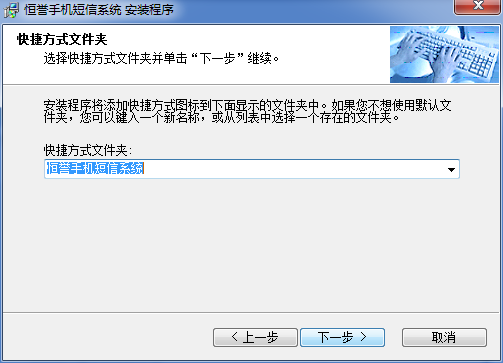 恒誉手机短信系统 安装程序
快捷方式文件夹
选择快捷方式文件夹并单击“下一步”继续。
安装程序将添加快捷方式图标到下面显示的文件夹中。如果您不想使用默认文
件夹，您可以键入一个新名称，或从列表中选择一个存在的文件夹。
快捷方式文件夹:
恒誉手机短信系统
< 上一步 下一步 > 取消